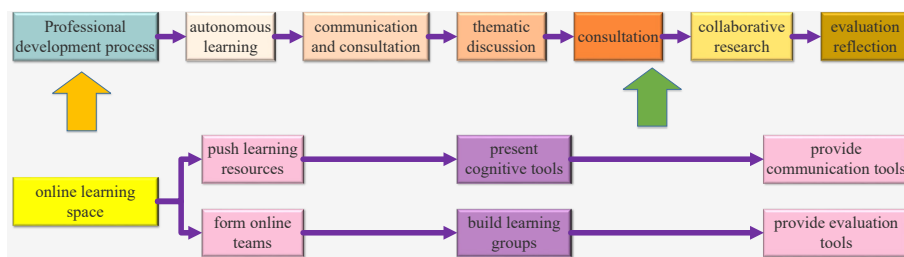 Professional
development process
autonomous
learning
communication
and consultation
thematic
discussion
consultation
collaborative
research
evaluation
reflection
push learning
resources
present
cognitive tools
provide
communication tools
online learning
space
form online
teams
build learning
groups
provide evaluation
tools